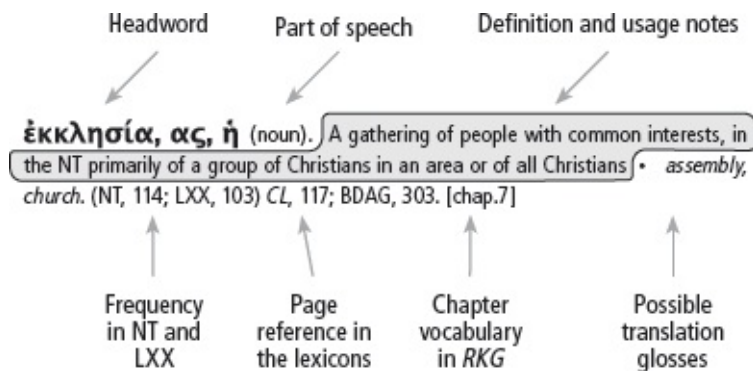 Headword Part of speech Definition and usage notes
ἐκκλησία, ας, ἡ (noun). A gathering of people with common interests, in
the NT primarily of a group of Christians in an area or of all Christians • assembly,
church. (NT, 114; LXX, 103) CL, 117; BDAG, 303. [chap.7]
Frequency
in NT and
LXX
Page
reference in
the lexicons
Chapter
vocabulary
in RKG
Possible
translation
glosses